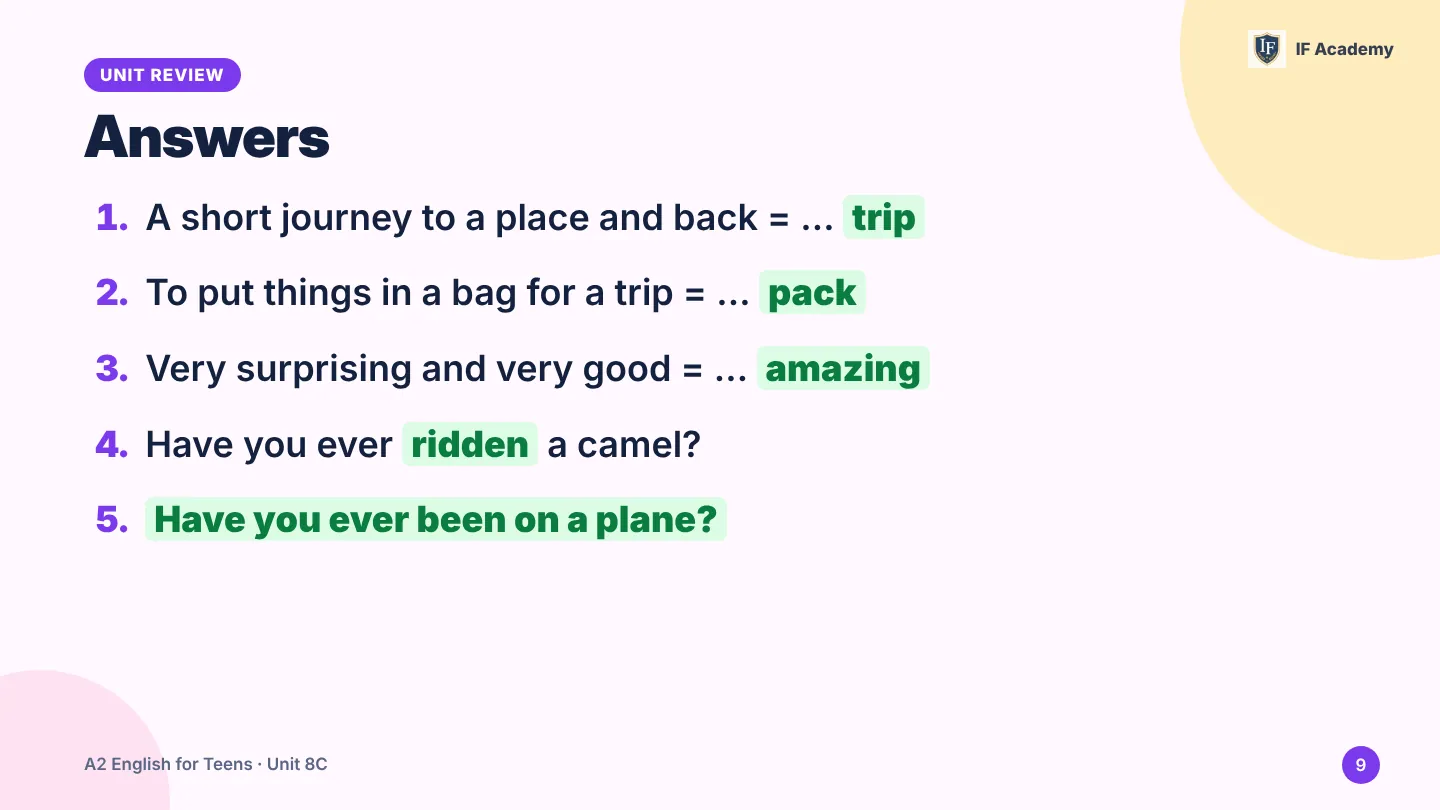 IF
IF Academy
UNIT REVIEW
Answers
1. A short journey to a place and back = ... trip
2. To put things in a bag for a trip = ... pack
3. Very surprising and very good = ... amazing
4. Have you ever ridden a camel?
5. Have you ever been on a plane?
A2 English for Teens · Unit 8C
9